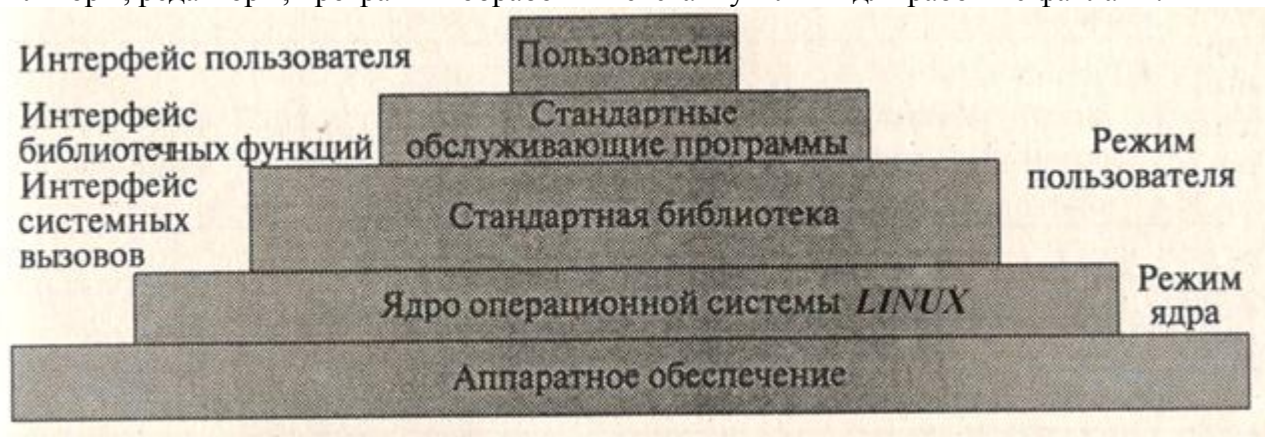 Интерфейс пользователя
Пользователи
Интерфейс
библиотечных функций
Стандартные
обслуживающие программы
Режим
пользователя
Интерфейс
системных
вызовов
Стандартная библиотека
Ядро операционной системы LINUX
Режим
ядра
Аппаратное обеспечение